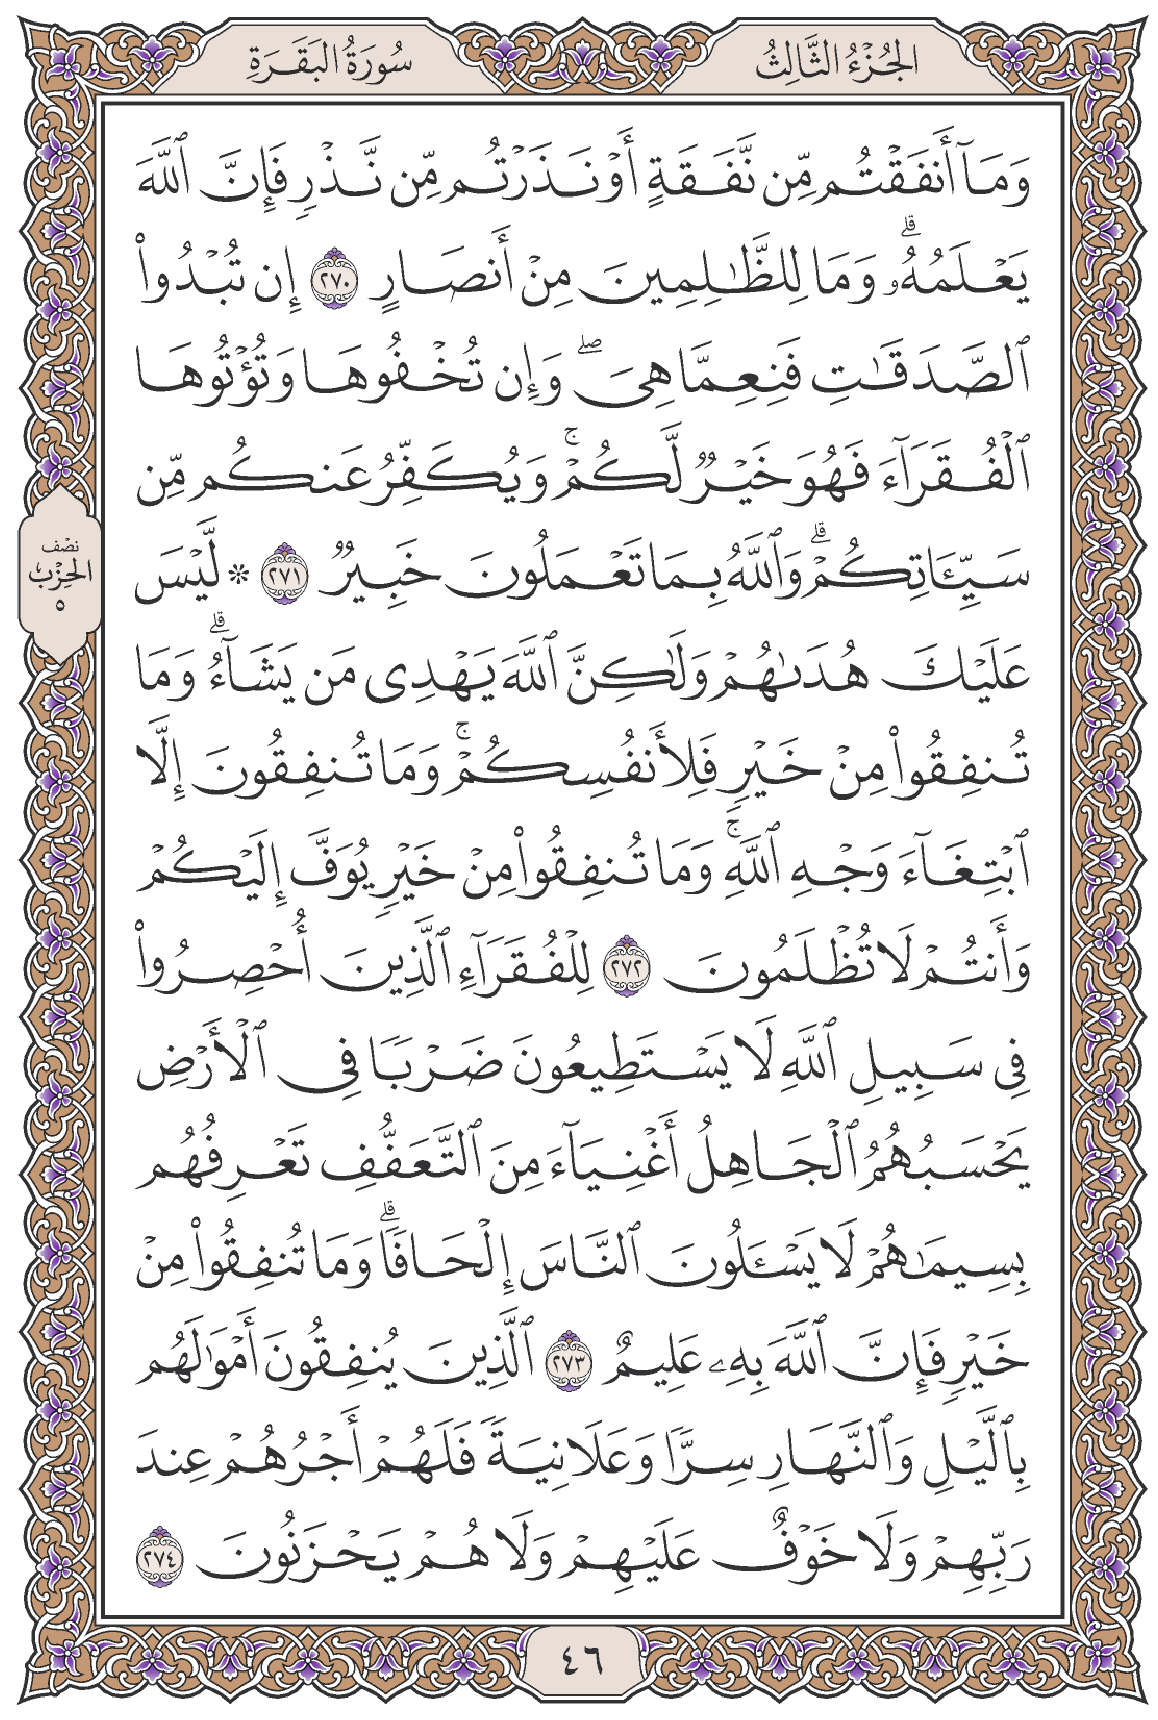 الجُزْءُ الثَّالِثُ
سُورَةُ البَقَرَةِ
وَمَآ أَنفَقْتُم مِّن نَّفَقَةٍ أَوْ نَذَرْتُم مِّن نَّذْرٍ فَإِنَّ ٱللَّهَ
يَعْلَمُهُۥ ۗ وَمَا لِلظَّٰلِمِينَ مِنْ أَنصَارٍ ٢٧٠ إِن تُبْدُوا۟
ٱلصَّدَقَٰتِ فَنِعِمَّا هِىَ ۖ وَإِن تُخْفُوهَا وَتُؤْتُوهَا
ٱلْفُقَرَآءَ فَهُوَ خَيْرٌ لَّكُمْ ۚ وَيُكَفِّرُ عَنكُم مِّن
سَيِّـَٔاتِكُمْ ۗ وَٱللَّهُ بِمَا تَعْمَلُونَ خَبِيرٌ ٢٧١ * لَّيْسَ
نصف
الحِزْب
٥
عَلَيْكَ هُدَىٰهُمْ وَلَٰكِنَّ ٱللَّهَ يَهْدِى مَن يَشَآءُ ۗ وَمَا
تُنفِقُوا۟ مِنْ خَيْرٍ فَلِأَنفُسِكُمْ ۚ وَمَا تُنفِقُونَ إِلَّا
ٱبْتِغَآءَ وَجْهِ ٱللَّهِ ۚ وَمَا تُنفِقُوا۟ مِنْ خَيْرٍ يُوَفَّ إِلَيْكُمْ
وَأَنتُمْ لَا تُظْلَمُونَ ٢٧٢ لِلْفُقَرَآءِ ٱلَّذِينَ أُحْصِرُوا۟
فِى سَبِيلِ ٱللَّهِ لَا يَسْتَطِيعُونَ ضَرْبًا فِى ٱلْأَرْضِ
يَحْسَبُهُمُ ٱلْجَاهِلُ أَغْنِيَآءَ مِنَ ٱلتَّعَفُّفِ تَعْرِفُهُم
بِسِيمَٰهُمْ لَا يَسْـَٔلُونَ ٱلنَّاسَ إِلْحَافًا ۗ وَمَا تُنفِقُوا۟ مِنْ
خَيْرٍ فَإِنَّ ٱللَّهَ بِهِۦ عَلِيمٌ ٢٧٣ ٱلَّذِينَ يُنفِقُونَ أَمْوَٰلَهُم
بِٱلَّيْلِ وَٱلنَّهَارِ سِرًّا وَعَلَانِيَةً فَلَهُمْ أَجْرُهُمْ عِندَ
رَبِّهِمْ وَلَا خَوْفٌ عَلَيْهِمْ وَلَا هُمْ يَحْزَنُونَ ٢٧٤
٤٦